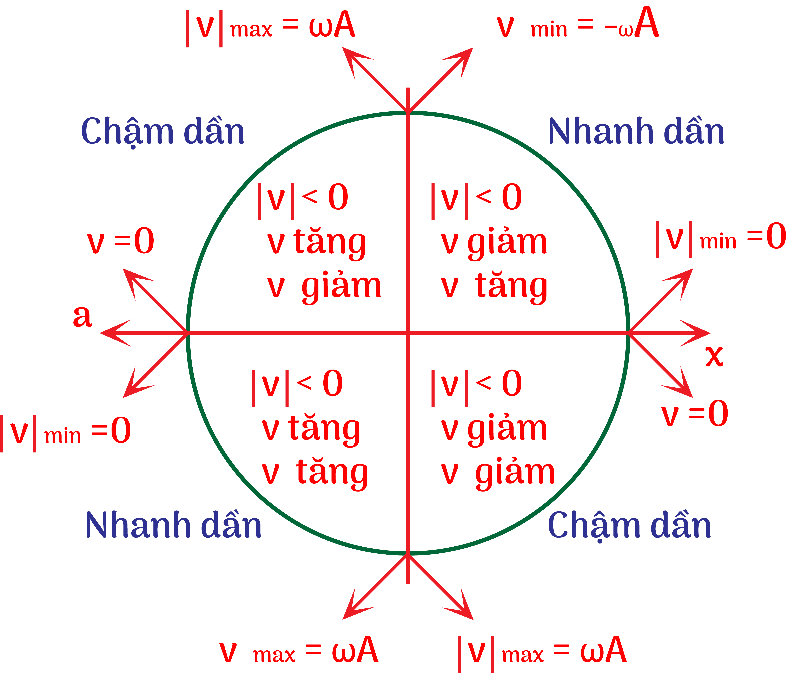 |v|max = ωA
v min = −ωA
Chậm dần
Nhanh dần
|v| < 0
v tăng
v giảm
|v| < 0
v giảm
v tăng
v =0
|v|min =0
a
x
|v|min =0
v =0
|v| < 0
v tăng
v tăng
|v| < 0
v giảm
v giảm
Nhanh dần
Chậm dần
v max = ωA
|v|max = ωA